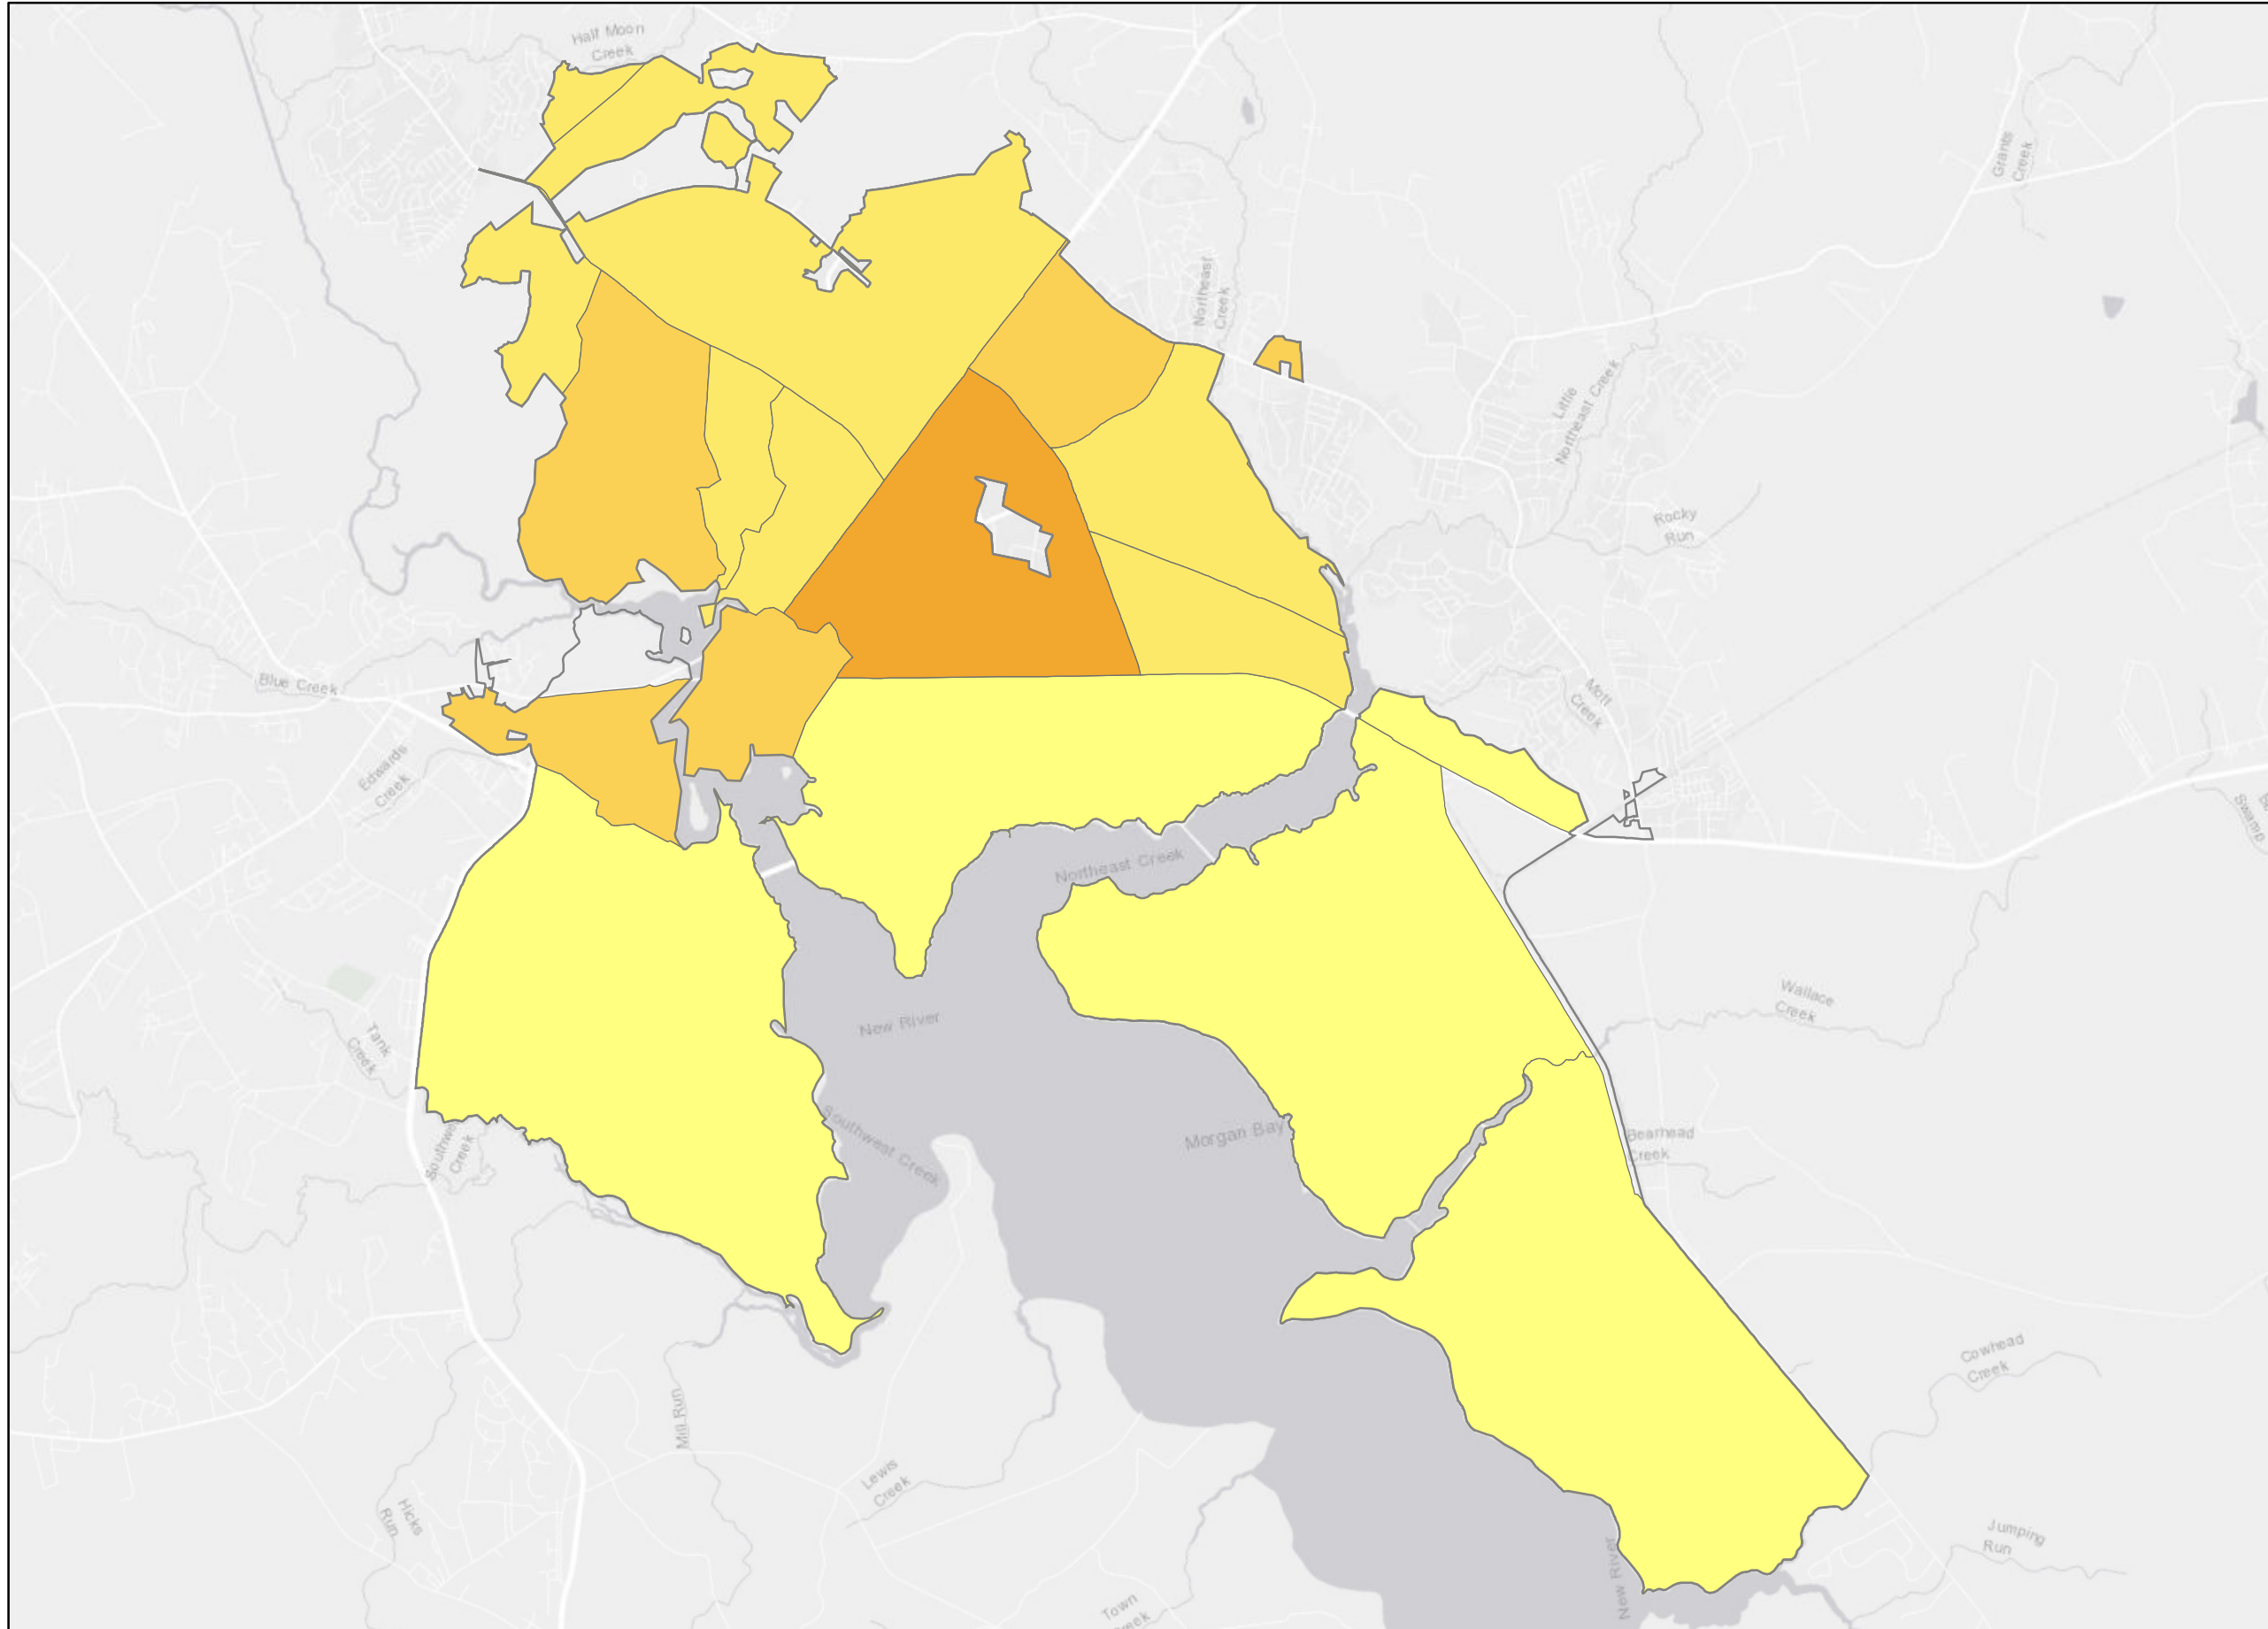 Half Moon
Creek
Grants
Creek
Northeast
Creek
Little
Northeast Creek
Rocky
Run
Blue Creek
Mott
Creek
Edwards
Creek
Swamp
Northeast Creek
Wallace
Creek
New River
Tank
Creek
Southwest Creek
Morgan Bay
Bearhead
Creek
Creek
Cowhead
Creek
Mill Run
Lewis
Creek
Hicks
Run
Jumping
Run
New River
Town